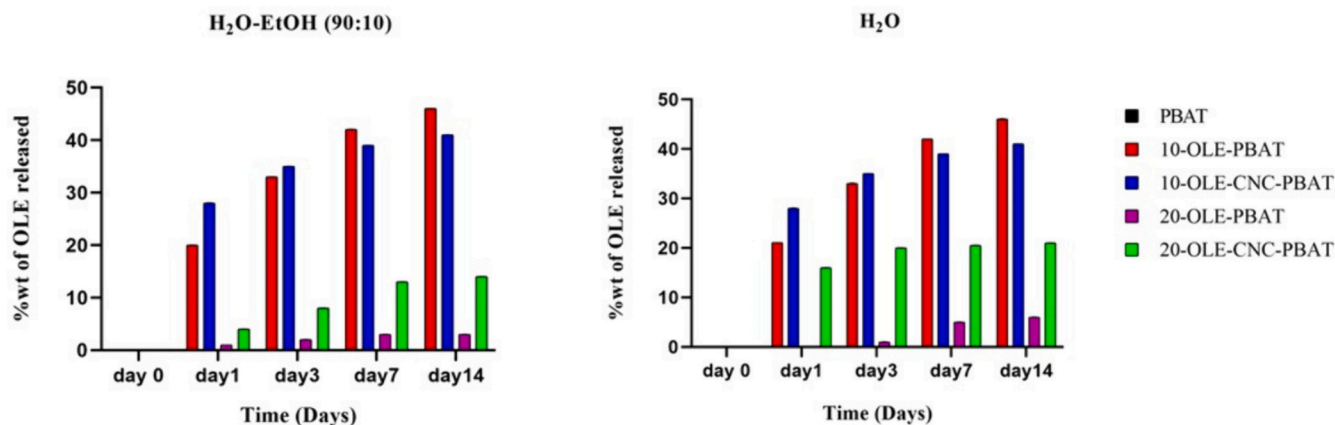 H₂O-EtOH (90:10)
%wt of OLE released
50
40
30
20
10
0
day 0 day1 day3 day7 day14
Time (Days)
H₂O
%wt of OLE released
50
40
30
20
10
0
day 0 day1 day3 day7 day14
Time (Days)
PBAT
10-OLE-PBAT
10-OLE-CNC-PBAT
20-OLE-PBAT
20-OLE-CNC-PBAT